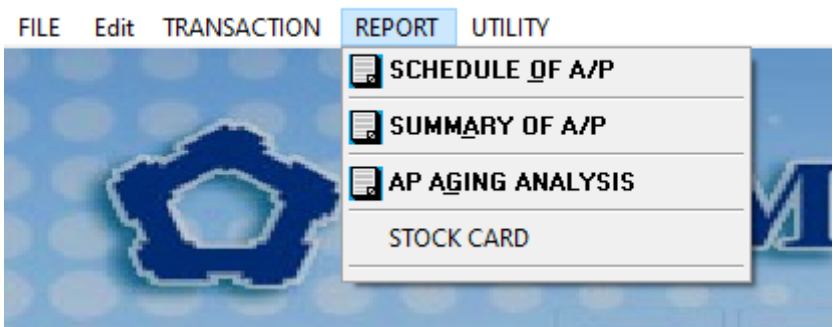 FILE Edit TRANSACTION REPORT UTILITY
SCHEDULE OF A/P
SUMMARY OF A/P
AP AGING ANALYSIS
STOCK CARD
M